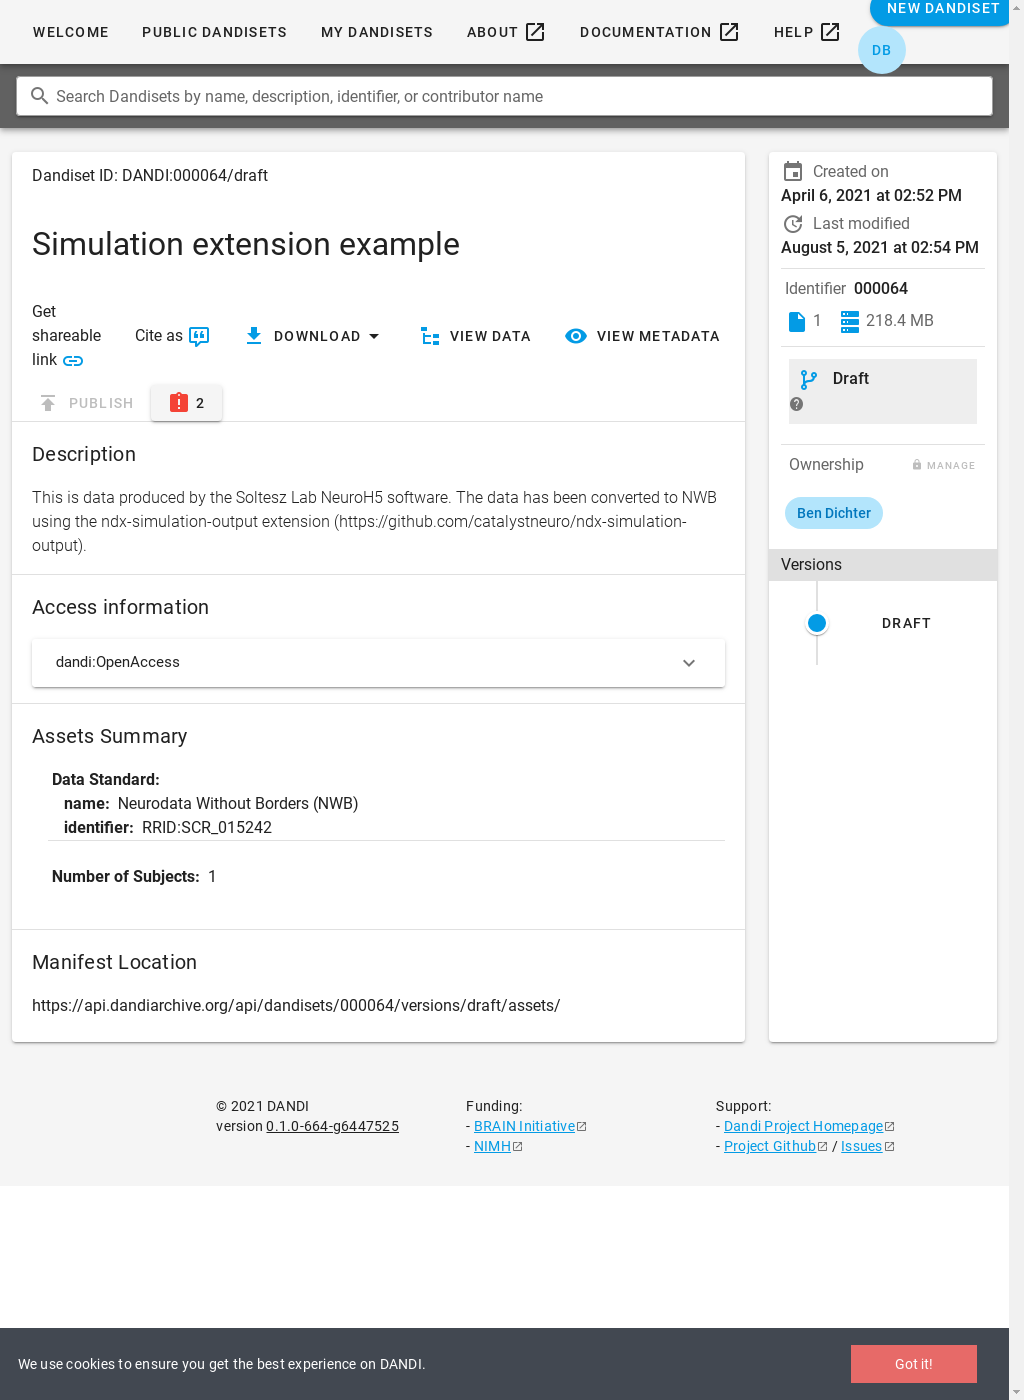 WELCOME
PUBLIC DANDISETS
MY DANDISETS
ABOUT
DOCUMENTATION
HELP
NEW DANDISET
DB
Search Dandisets by name, description, identifier, or contributor name
Dandiset ID: DANDI:000064/draft
Simulation extension example
Get
shareable
link
Cite as
DOWNLOAD
VIEW DATA
VIEW METADATA
PUBLISH
2
Description
This is data produced by the Soltesz Lab NeuroH5 software. The data has been converted to NWB
using the ndx-simulation-output extension (https://github.com/catalystneuro/ndx-simulation-
output).
Access information
dandi:OpenAccess
Assets Summary
Data Standard:
name: Neurodata Without Borders (NWB)
identifier: RRID:SCR_015242
Number of Subjects: 1
Manifest Location
https://api.dandiarchive.org/api/dandisets/000064/versions/draft/assets/
Created on
April 6, 2021 at 02:52 PM
Last modified
August 5, 2021 at 02:54 PM
Identifier 000064
1
218.4 MB
Draft
Ownership
MANAGE
Ben Dichter
Versions
DRAFT
© 2021 DANDI
version 0.1.0-664-g6447525
Funding:
- BRAIN Initiative
- NIMH
Support:
- Dandi Project Homepage
- Project Github / Issues
We use cookies to ensure you get the best experience on DANDI.
Got it!